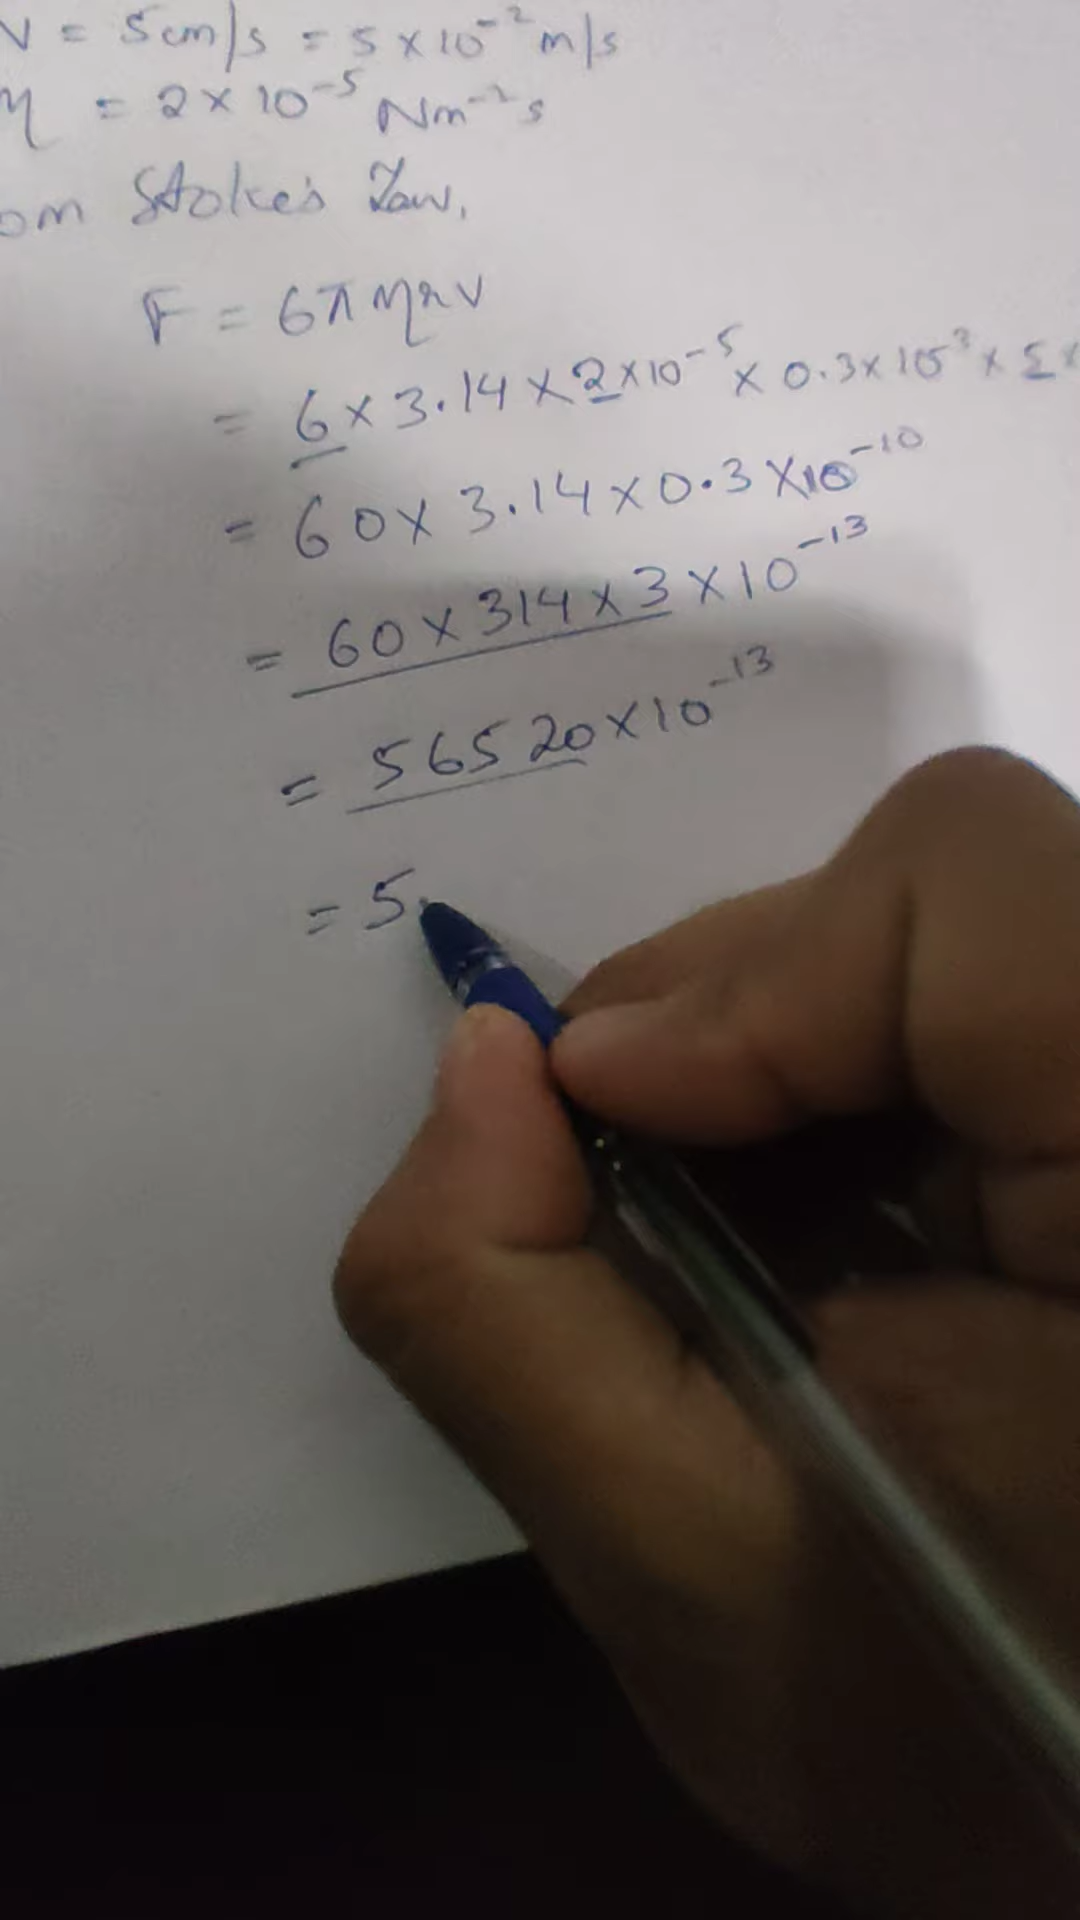 V = 5cm/s = 5 × 10⁻² m/s
η = 2 × 10⁻⁵ Nm⁻²s
om Stoke's Law,
F = 6πηrv
= 6 × 3.14 × 2 × 10⁻⁵ × 0.3 × 10⁻³ × 5 ×
= 60 × 3.14 × 0.3 × 10⁻¹⁰
= 60 × 314 × 3 × 10⁻¹³
= 56520 × 10⁻¹³
= 5.